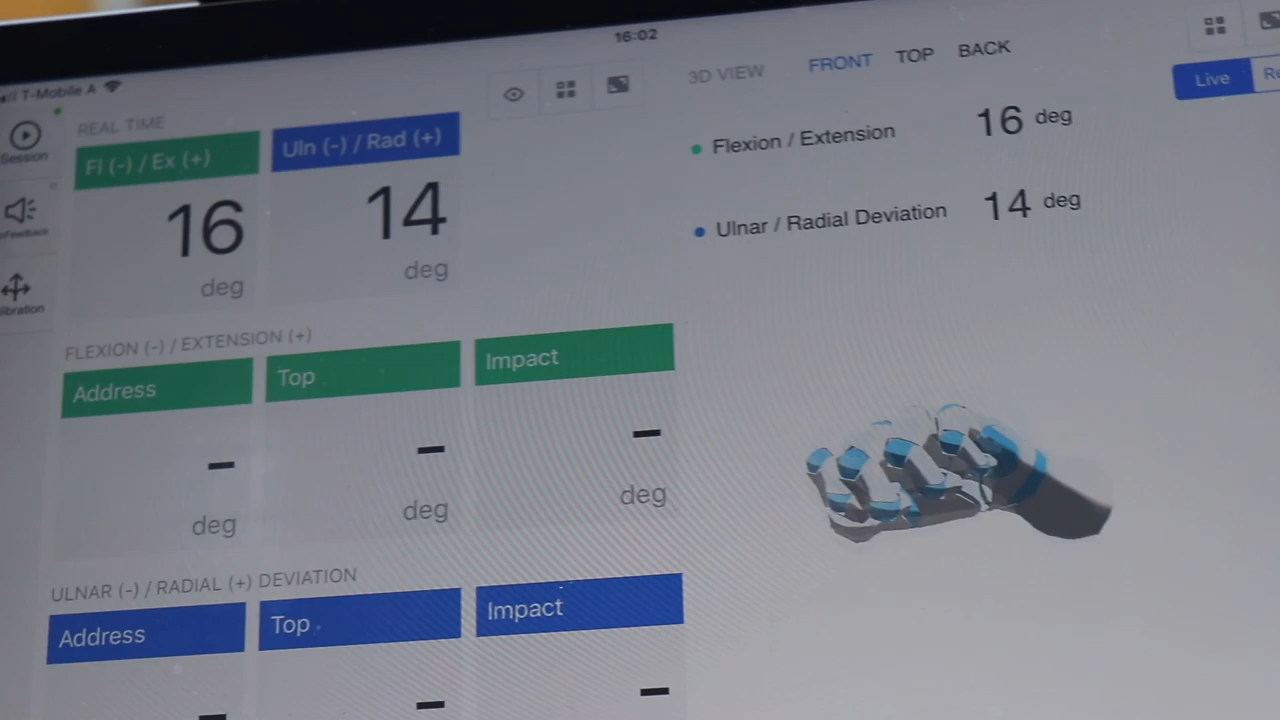 16:02
T-Mobile A
3D VIEW FRONT TOP BACK
Live
Session
REAL TIME
Fl (-) / Ex (+)
Uln (-) / Rad (+)
16
deg
14
deg
Flexion / Extension 16 deg
Ulnar / Radial Deviation 14 deg
FLEXION (-) / EXTENSION (+)
Address
Top
Impact
–
deg
–
deg
–
deg
ULNAR (-) / RADIAL (+) DEVIATION
Address
Top
Impact
–
–
–